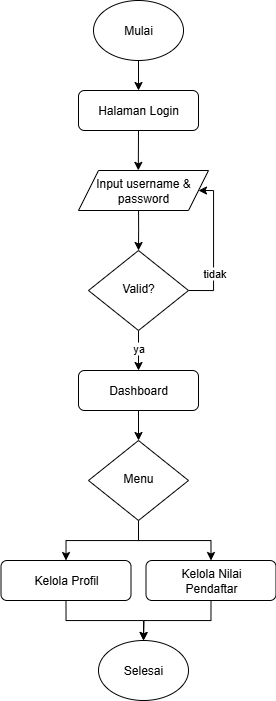 Mulai
Halaman Login
Input username &
password
Valid?
tidak
ya
Dashboard
Menu
Kelola Profil
Kelola Nilai
Pendaftar
Selesai